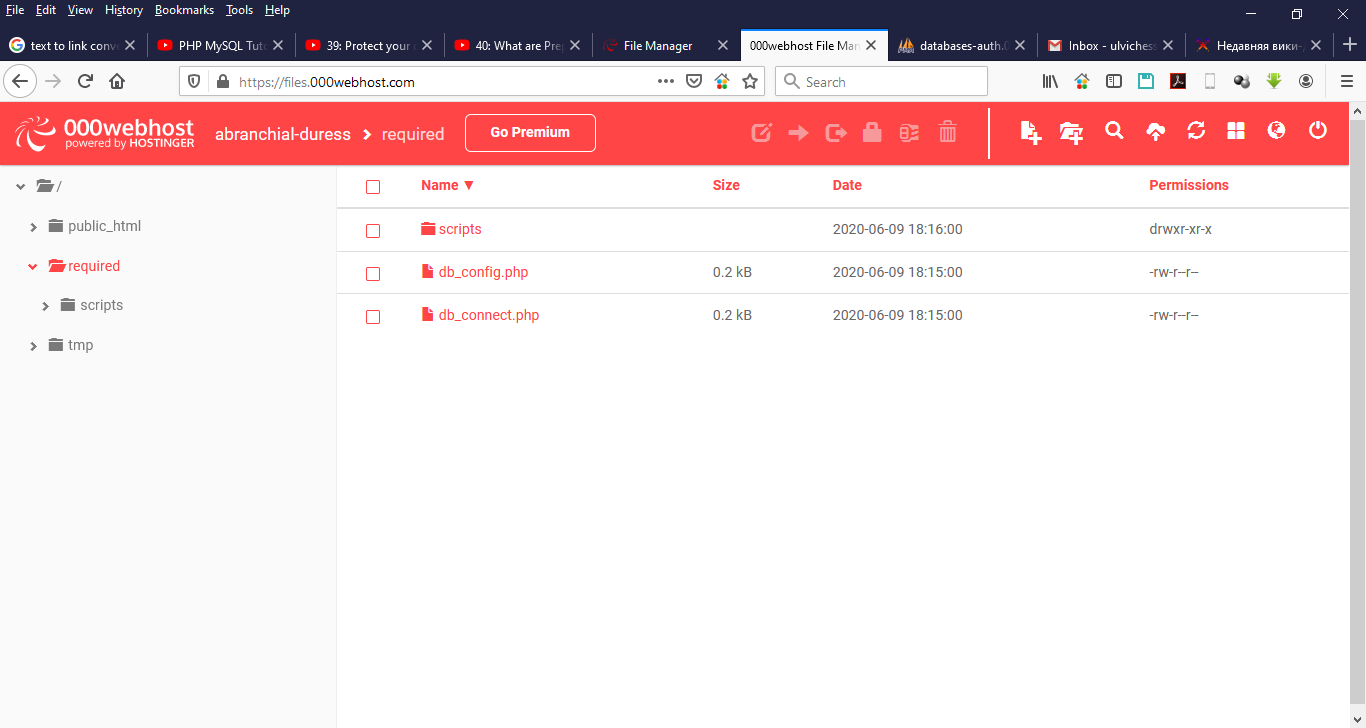 File Edit View History Bookmarks Tools Help
text to link conv PHP MySQL Tuto 39: Protect your 40: What are Prep File Manager 000webhost File Man databases-auth.0 Inbox - ulvichess Недавняя вики-
https://files.000webhost.com Search
000webhost
powered by HOSTINGER
abranchial-duress required Go Premium
/
public_html
required
scripts
tmp
Name ▼ Size Date Permissions
scripts 2020-06-09 18:16:00 drwxr-xr-x
db_config.php 0.2 kB 2020-06-09 18:15:00 -rw-r--r--
db_connect.php 0.2 kB 2020-06-09 18:15:00 -rw-r--r--